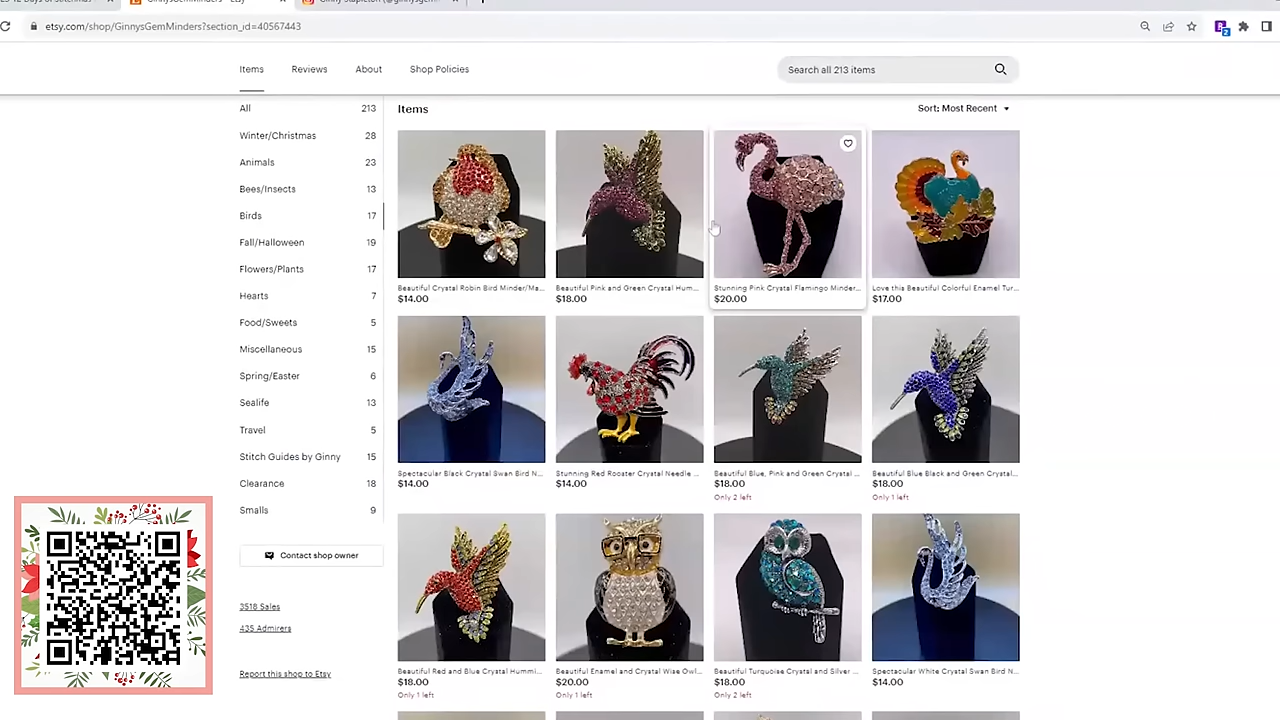 etsy.com/shop/GinnysGemMinders?section_id=40567443
2
Items
Reviews
About
Shop Policies
Search all 213 items
All 213
Winter/Christmas 28
Animals 23
Bees/Insects 13
Birds 17
Fall/Halloween 19
Flowers/Plants 17
Hearts 7
Food/Sweets 5
Miscellaneous 15
Spring/Easter 6
Sealife 13
Travel 5
Stitch Guides by Ginny 15
Clearance 18
Smalls 9
Contact shop owner
3518 Sales
435 Admirers
Report this shop to Etsy
Items
Sort: Most Recent
Beautiful Crystal Robin Bird Minder/Ma...
$14.00
Beautiful Pink and Green Crystal Hum...
$18.00
Stunning Pink Crystal Flamingo Minder...
$20.00
Love this Beautiful Colorful Enamel Tur...
$17.00
Spectacular Black Crystal Swan Bird N...
$14.00
Stunning Red Rooster Crystal Needle ...
$14.00
Beautiful Blue, Pink and Green Crystal ...
$18.00
Only 2 left
Beautiful Blue Black and Green Crystal...
$18.00
Only 1 left
Beautiful Red and Blue Crystal Hummi...
$18.00
Only 1 left
Beautiful Enamel and Crystal Wise Owl...
$20.00
Only 1 left
Beautiful Turquoise Crystal and Silver ...
$18.00
Only 2 left
Spectacular White Crystal Swan Bird N...
$14.00